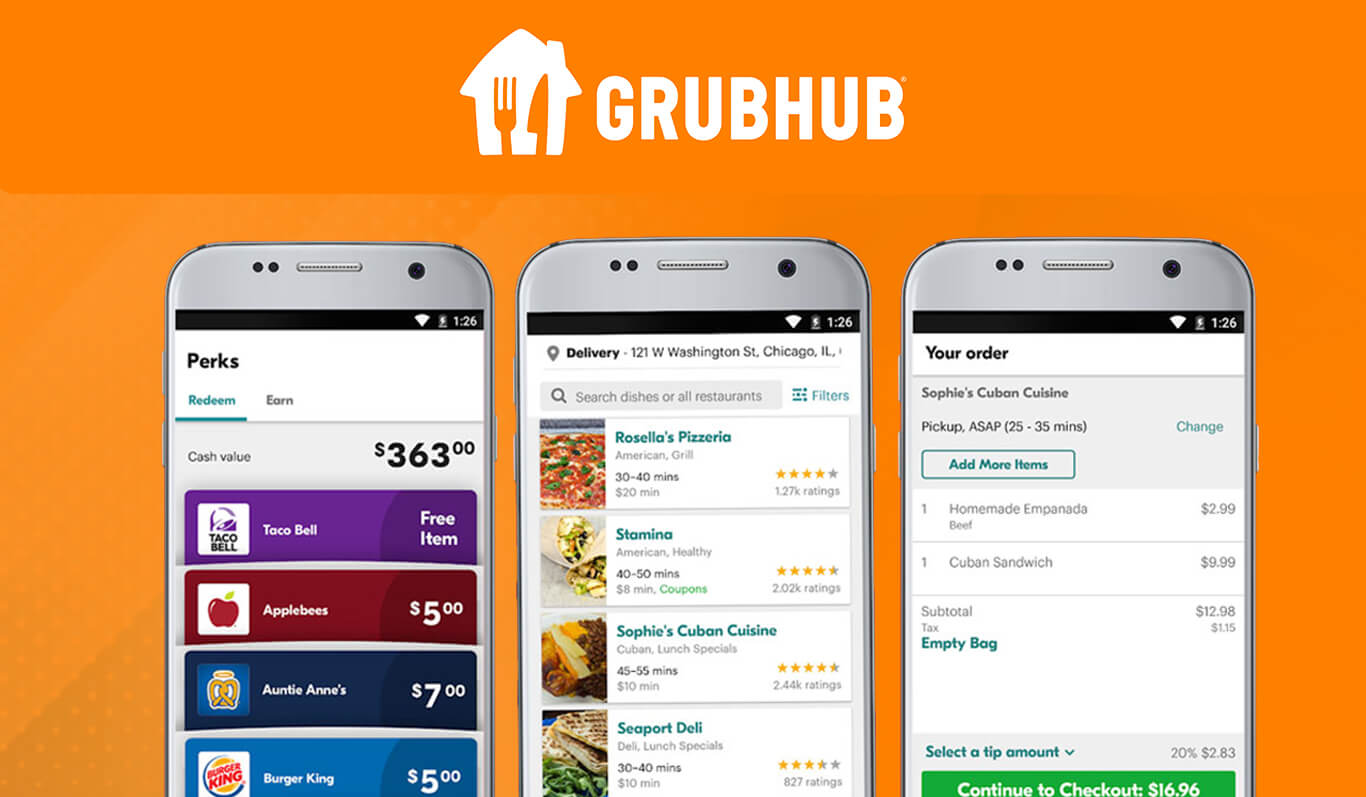 GRUBHUB®
1:26
Perks
Redeem Earn
Cash value $363.00
TACO BELL
Taco Bell
Free Item
Applebees $5.00
Auntie Anne's $7.00
BURGER KING
Burger King $5.00
1:26
Delivery - 121 W Washington St, Chicago, IL,
Search dishes or all restaurants Filters
Rosella's Pizzeria
American, Grill
30-40 mins
$20 min 1.27k ratings
Stamina
American, Healthy
40-50 mins
$8 min, Coupons 2.02k ratings
Sophie's Cuban Cuisine
Cuban, Lunch Specials
45-55 mins
$10 min 2.44k ratings
Seaport Deli
Deli, Lunch Specials
30-40 mins
$10 min 827 ratings
1:26
Your order
Sophie's Cuban Cuisine
Pickup, ASAP (25 - 35 mins) Change
Add More Items
1 Homemade Empanada $2.99
Beef
1 Cuban Sandwich $9.99
Subtotal $12.98
Tax $1.15
Empty Bag
Select a tip amount 20% $2.83
Continue to Checkout: $16.96